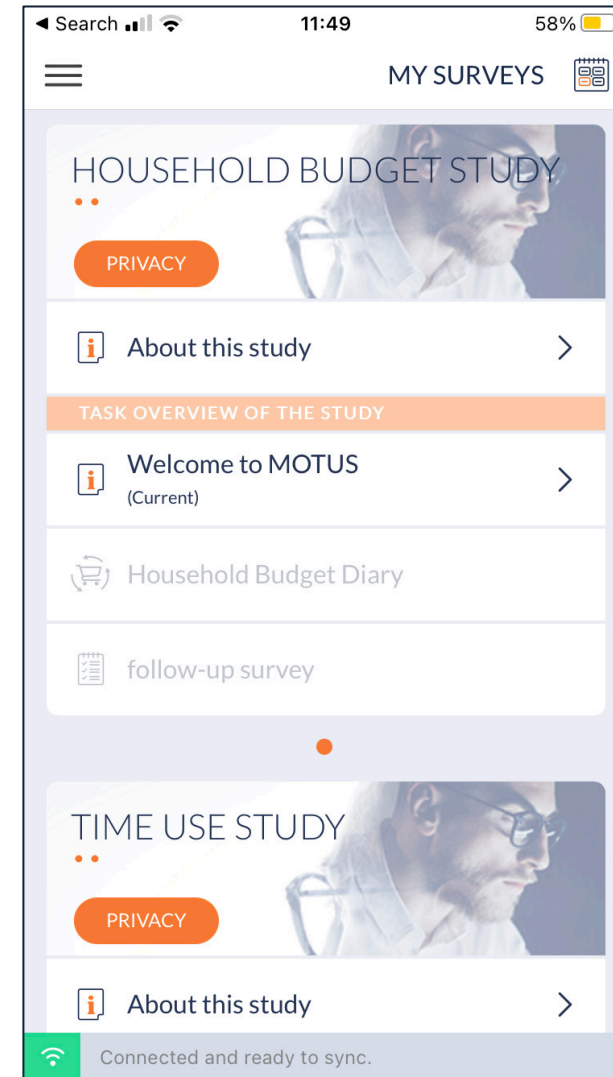 ◀ Search 11:49 58%
MY SURVEYS
HOUSEHOLD BUDGET STUDY
PRIVACY
About this study
TASK OVERVIEW OF THE STUDY
Welcome to MOTUS
(Current)
Household Budget Diary
follow-up survey
TIME USE STUDY
PRIVACY
About this study
Connected and ready to sync.